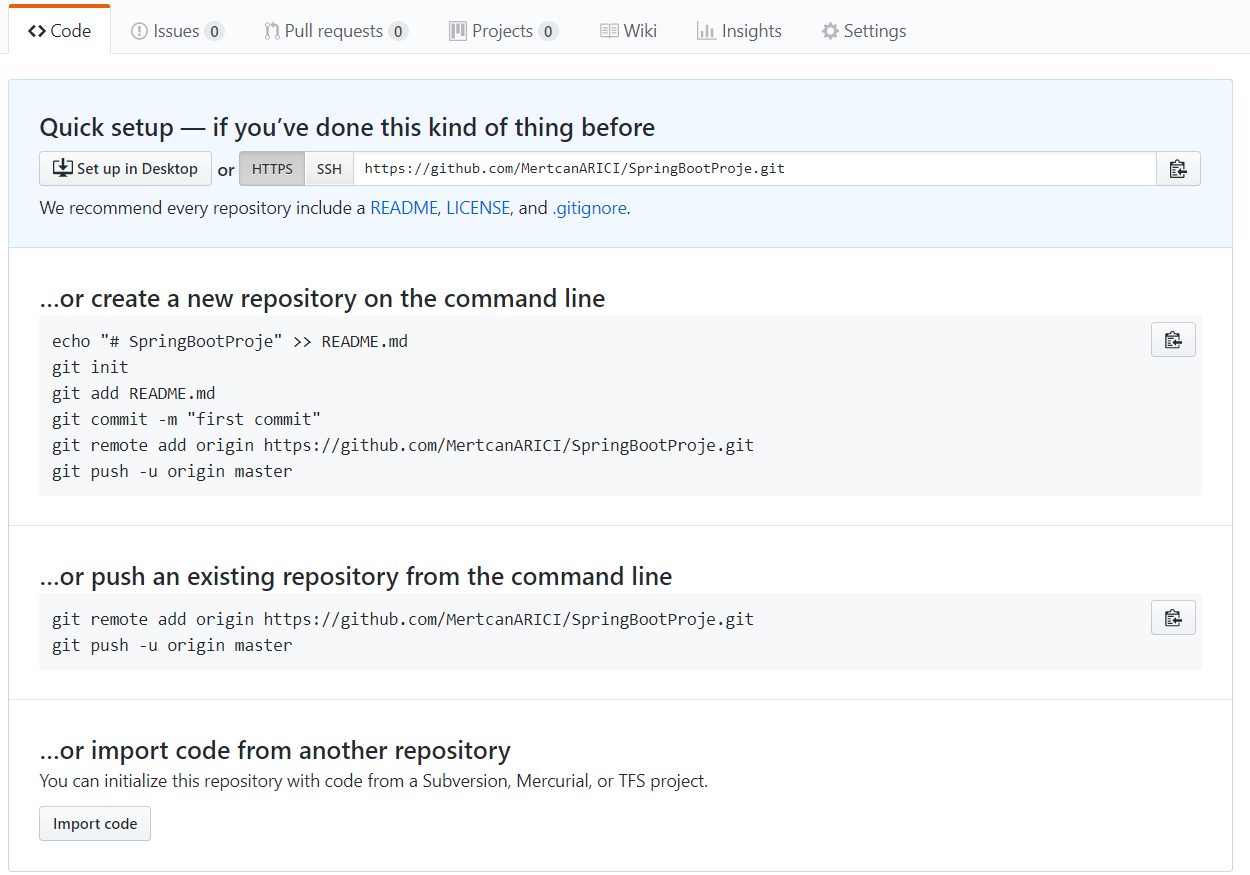 Code Issues 0 Pull requests 0 Projects 0 Wiki Insights Settings
Quick setup — if you’ve done this kind of thing before
Set up in Desktop or HTTPS SSH https://github.com/MertcanARICI/SpringBootProje.git
We recommend every repository include a README, LICENSE, and .gitignore.
…or create a new repository on the command line
echo "# SpringBootProje" >> README.md
git init
git add README.md
git commit -m "first commit"
git remote add origin https://github.com/MertcanARICI/SpringBootProje.git
git push -u origin master
…or push an existing repository from the command line
git remote add origin https://github.com/MertcanARICI/SpringBootProje.git
git push -u origin master
…or import code from another repository
You can initialize this repository with code from a Subversion, Mercurial, or TFS project.
Import code